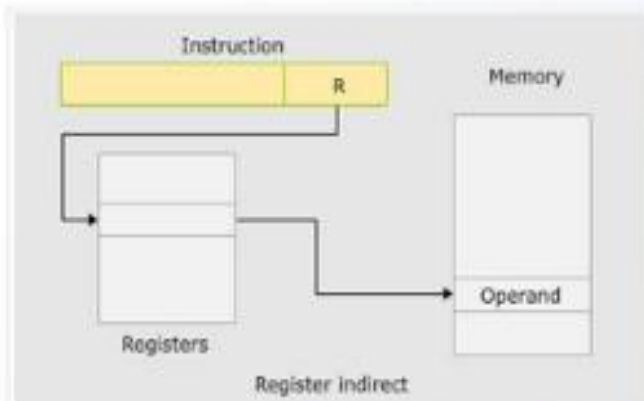 Instruction
R
Memory
Operand
Registers
Register indirect